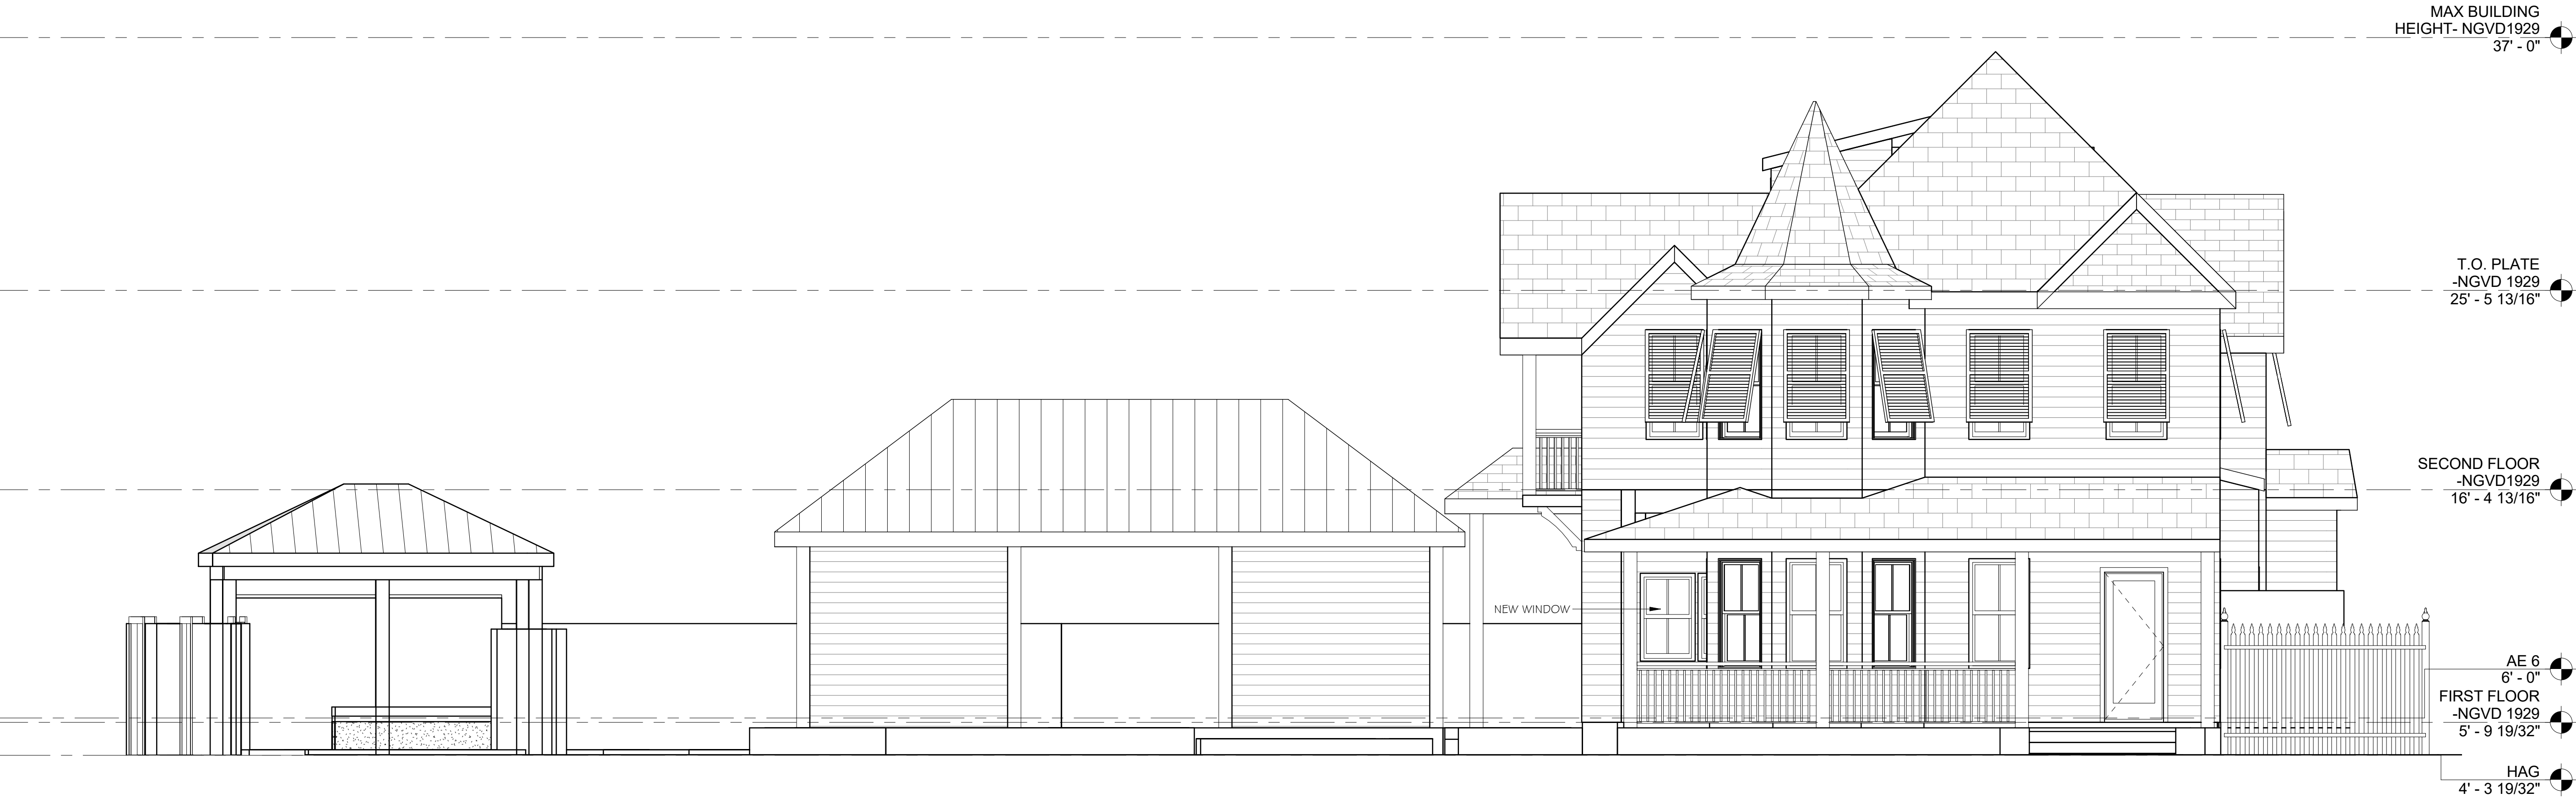 MAX BUILDING
HEIGHT- NGVD1929
37' - 0"
T.O. PLATE
-NGVD 1929
25' - 5 13/16"
SECOND FLOOR
-NGVD1929
16' - 4 13/16"
NEW WINDOW
AE 6
6' - 0"
FIRST FLOOR
-NGVD 1929
5' - 9 19/32"
HAG
4' - 3 19/32"